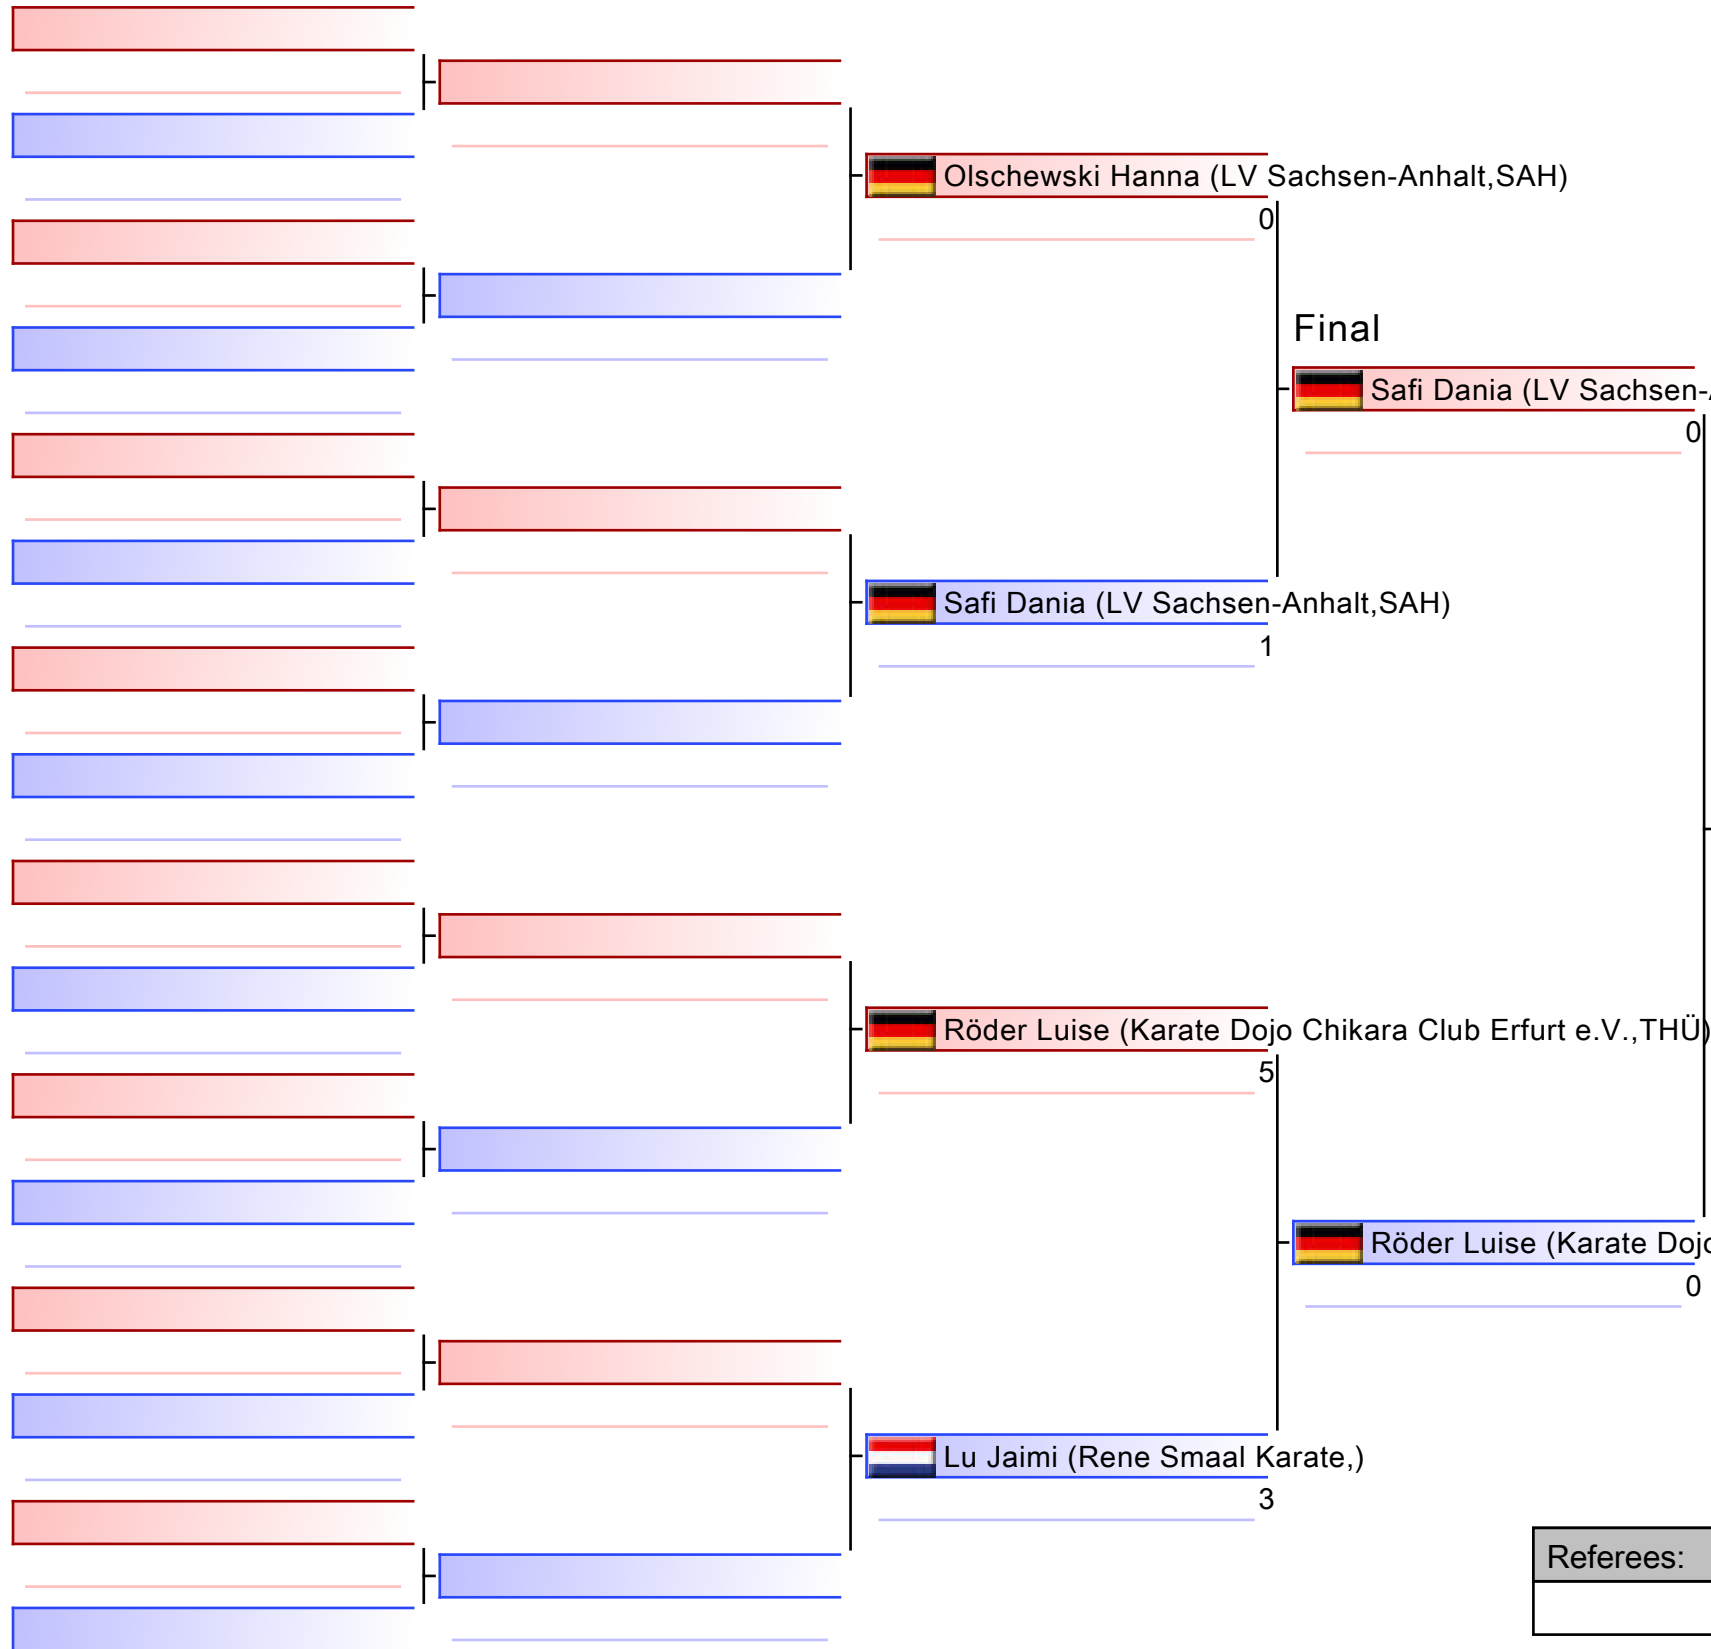 Olschewski Hanna (LV Sachsen-Anhalt,SAH)
0
Final
Safi Dania (LV Sachsen-
0
Safi Dania (LV Sachsen-Anhalt,SAH)
1
Röder Luise (Karate Dojo Chikara Club Erfurt e.V.,THÜ)
5
Röder Luise (Karate Dojo
0
Lu Jaimi (Rene Smaal Karate,)
3
Referees: